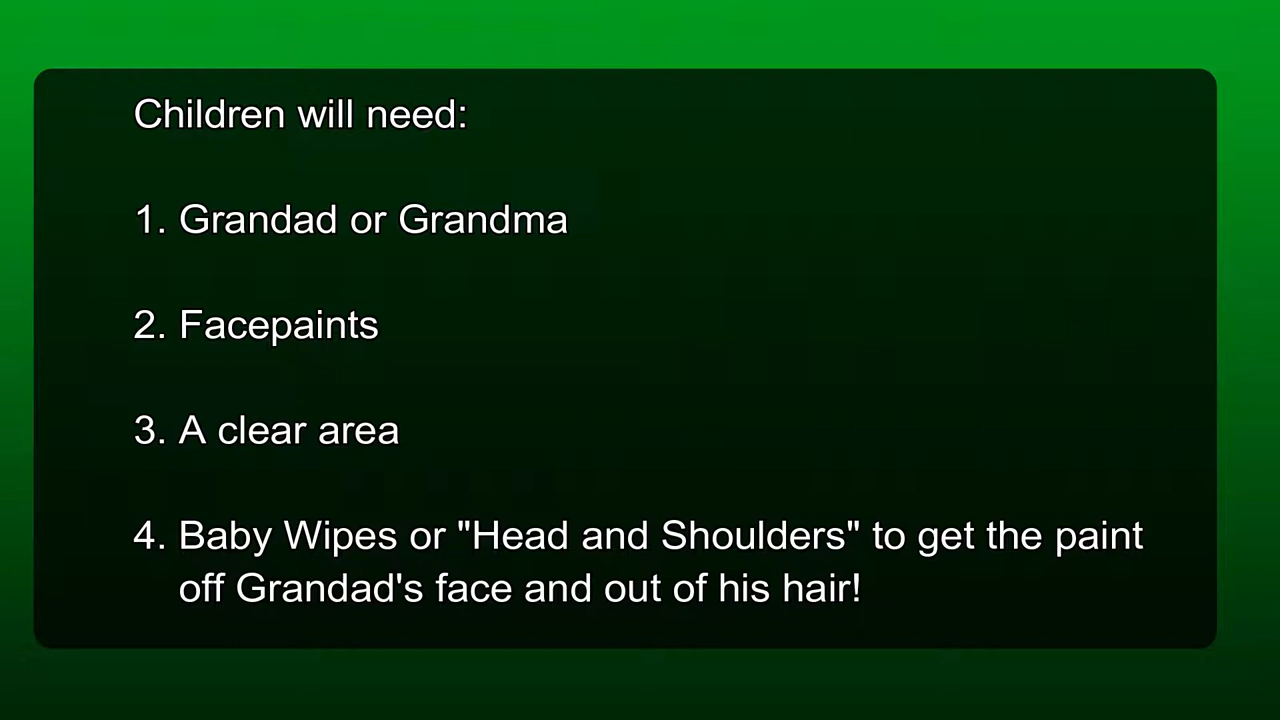 Children will need:
1. Grandad or Grandma
2. Facepaints
3. A clear area
4. Baby Wipes or "Head and Shoulders" to get the paint
off Grandad's face and out of his hair!